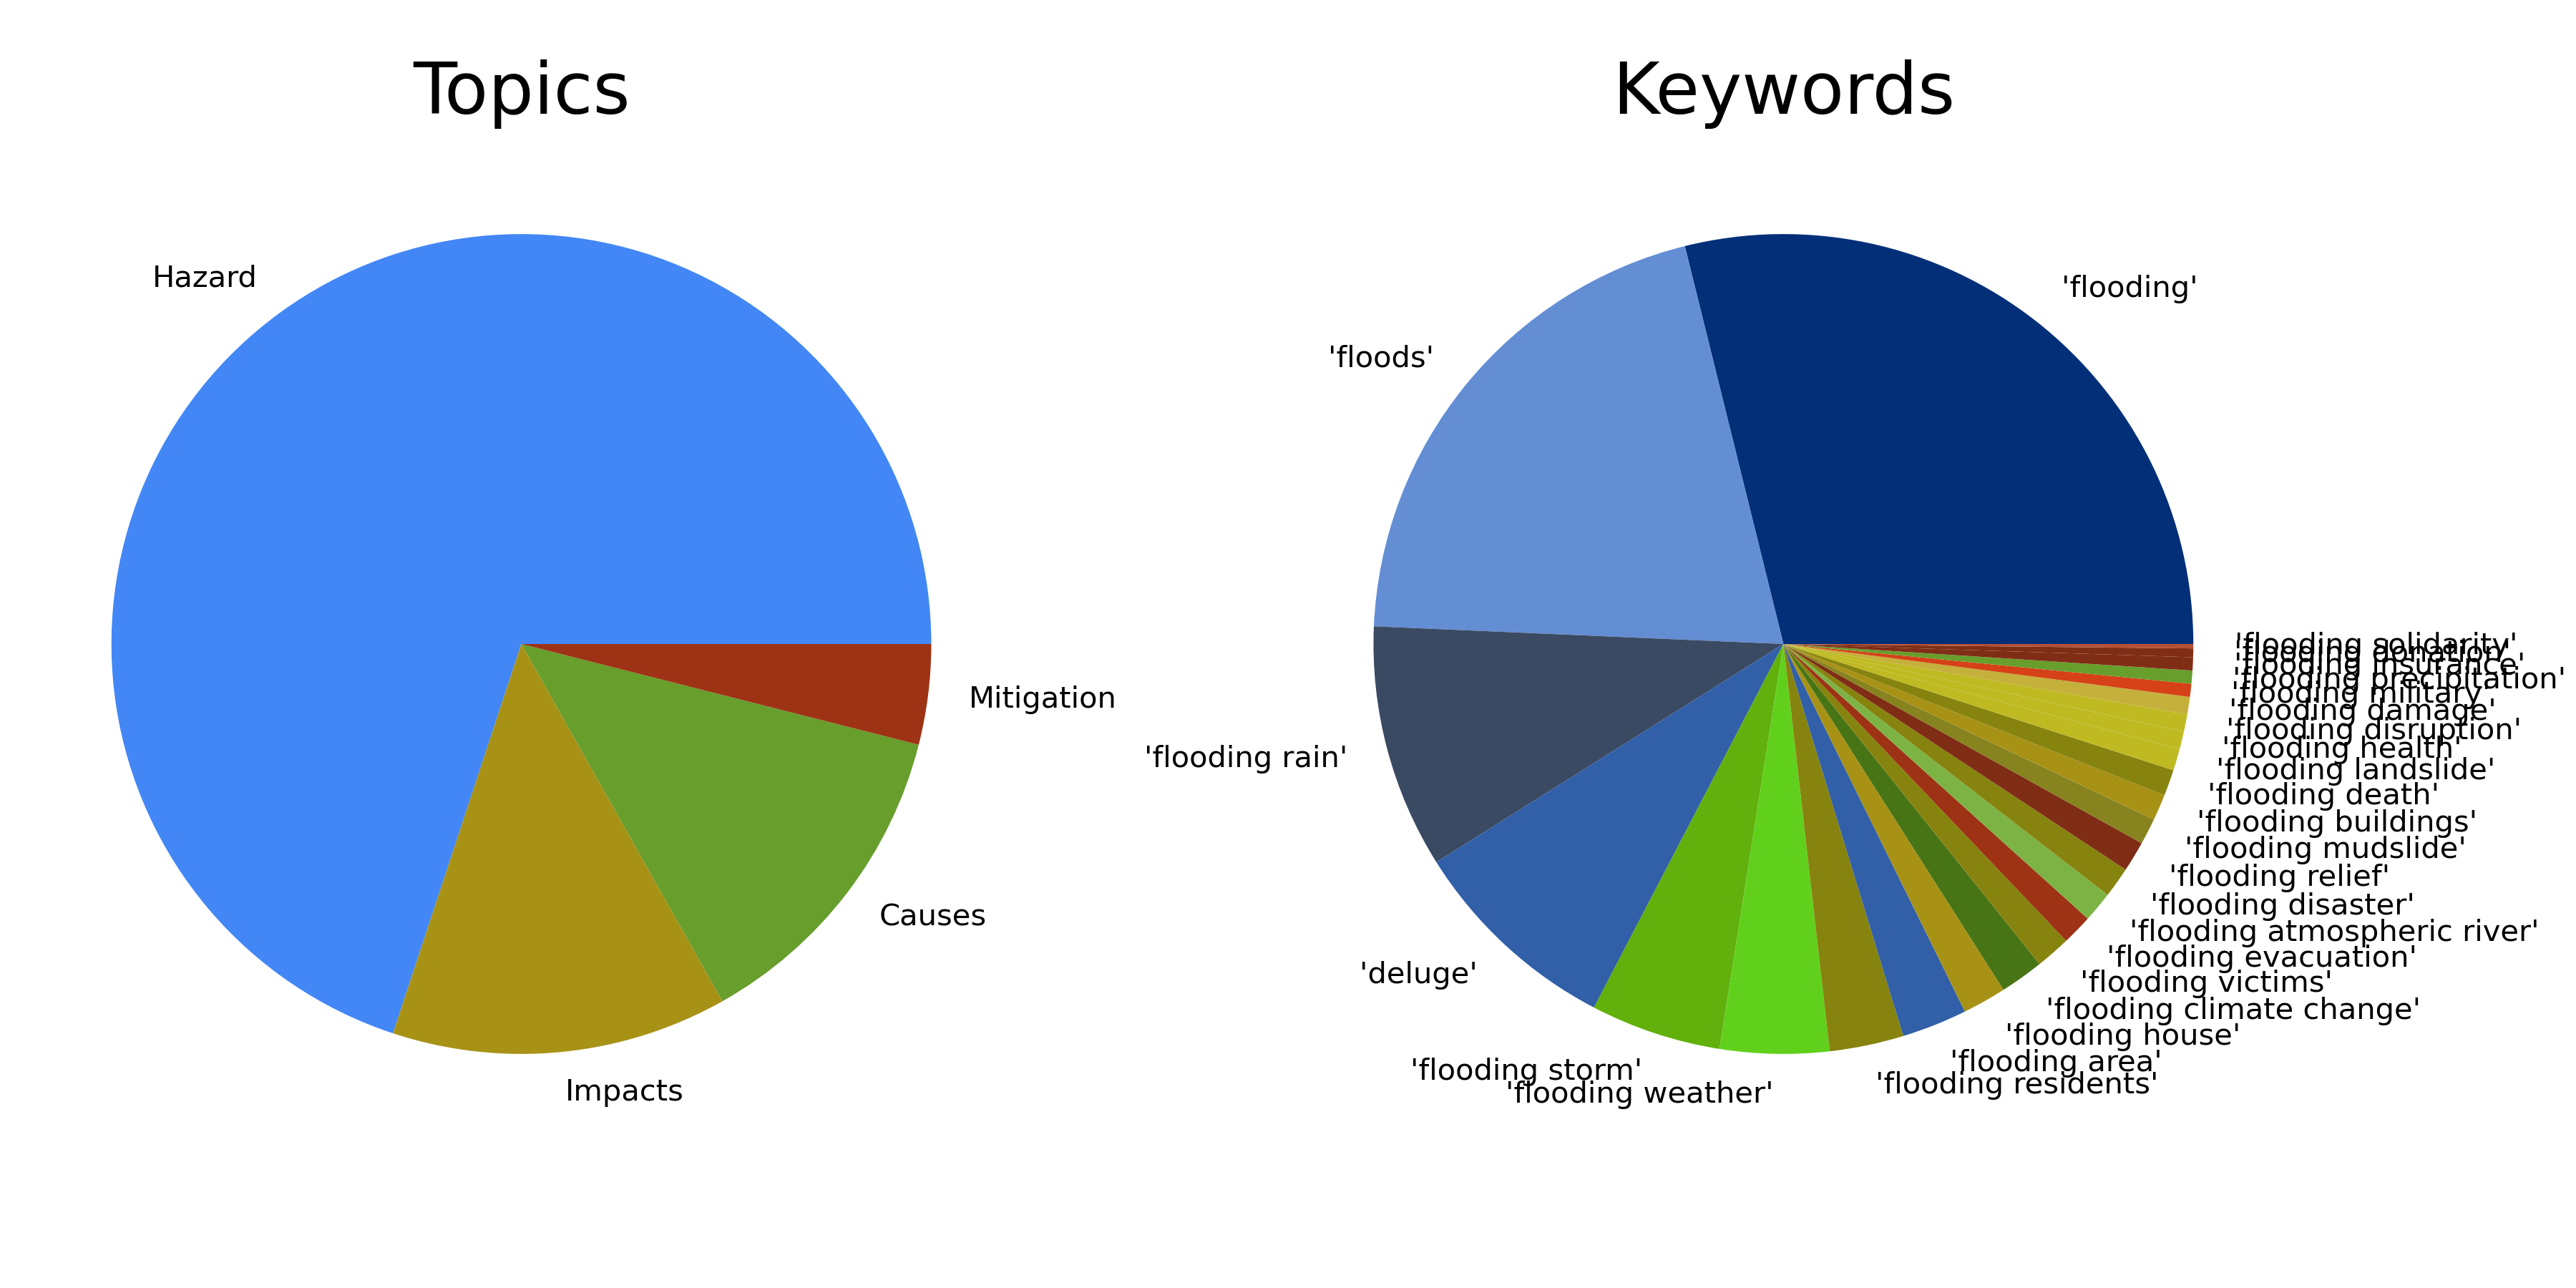 Topics
Hazard
Mitigation
Causes
Impacts
Keywords
'flooding'
'floods'
'flooding rain'
'deluge'
'flooding storm'
'flooding weather'
'flooding residents'
'flooding area'
'flooding house'
'flooding climate change'
'flooding victims'
'flooding evacuation'
'flooding atmospheric river'
'flooding disaster'
'flooding relief'
'flooding mudslide'
'flooding buildings'
'flooding death'
'flooding landslide'
'flooding health'
'flooding disruption'
'flooding damage'
'flooding military'
'flooding precipitation'
'flooding insurance'
'flooding donation'
'flooding solidarity'